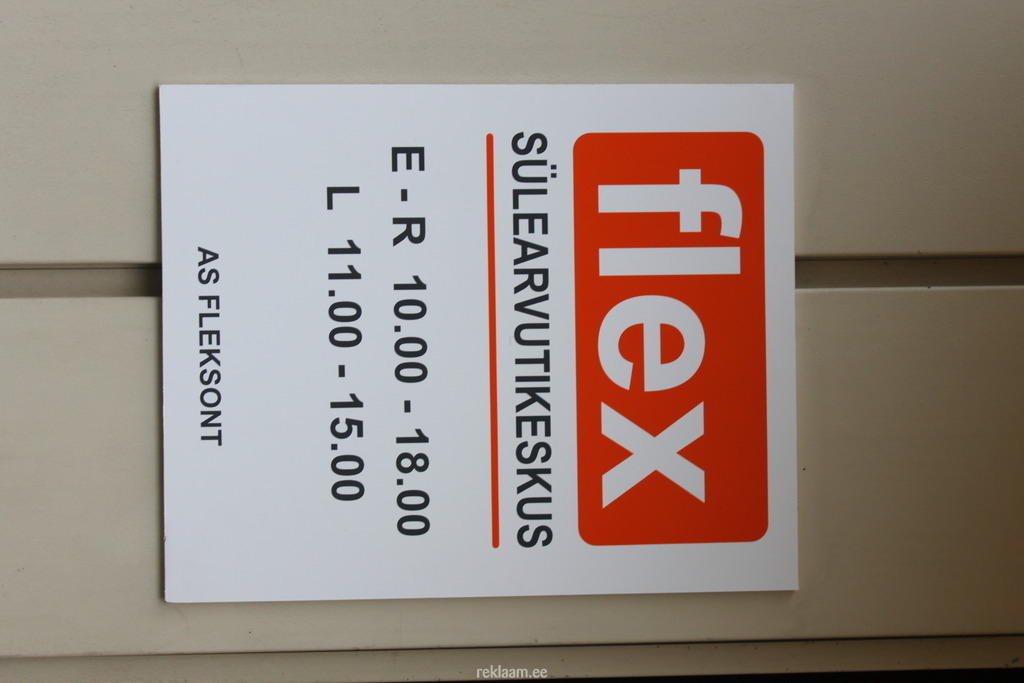 flex
SÜLEARVUTIKESKUS
E - R 10.00 - 18.00
L 11.00 - 15.00
AS FLEKSONT
reklaam.ee